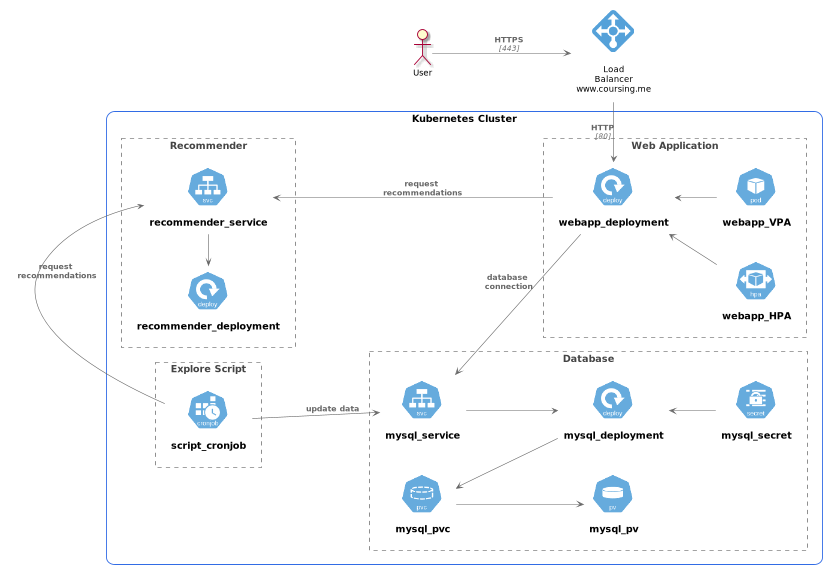 HTTPS
[443]
User
Load
Balancer
www.coursing.me
Kubernetes Cluster
HTTP
[80]
Recommender
Web Application
svc
recommender_service
request
recommendations
deploy
webapp_deployment
pod
webapp_VPA
request
recommendations
deploy
recommender_deployment
database
connection
hpa
webapp_HPA
Explore Script
cronjob
script_cronjob
update data
Database
svc
mysql_service
deploy
mysql_deployment
secret
mysql_secret
pvc
mysql_pvc
pv
mysql_pv